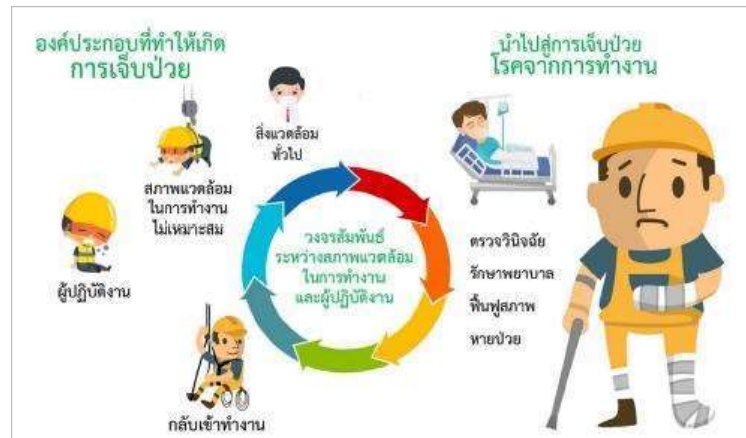 องค์ประกอบที่ทำให้เกิด
การเจ็บป่วย
นำไปสู่การเจ็บป่วย
โรคจากการทำงาน
สิ่งแวดล้อม
ทั่วไป
สภาพแวดล้อม
ในการทำงาน
ไม่เหมาะสม
ผู้ปฏิบัติงาน
วงจรสัมพันธ์
ระหว่างสภาพแวดล้อม
ในการทำงาน
และผู้ปฏิบัติงาน
ตรวจวินิจฉัย
รักษาพยาบาล
ฟื้นฟูสภาพ
หายป่วย
กลับเข้าทำงาน